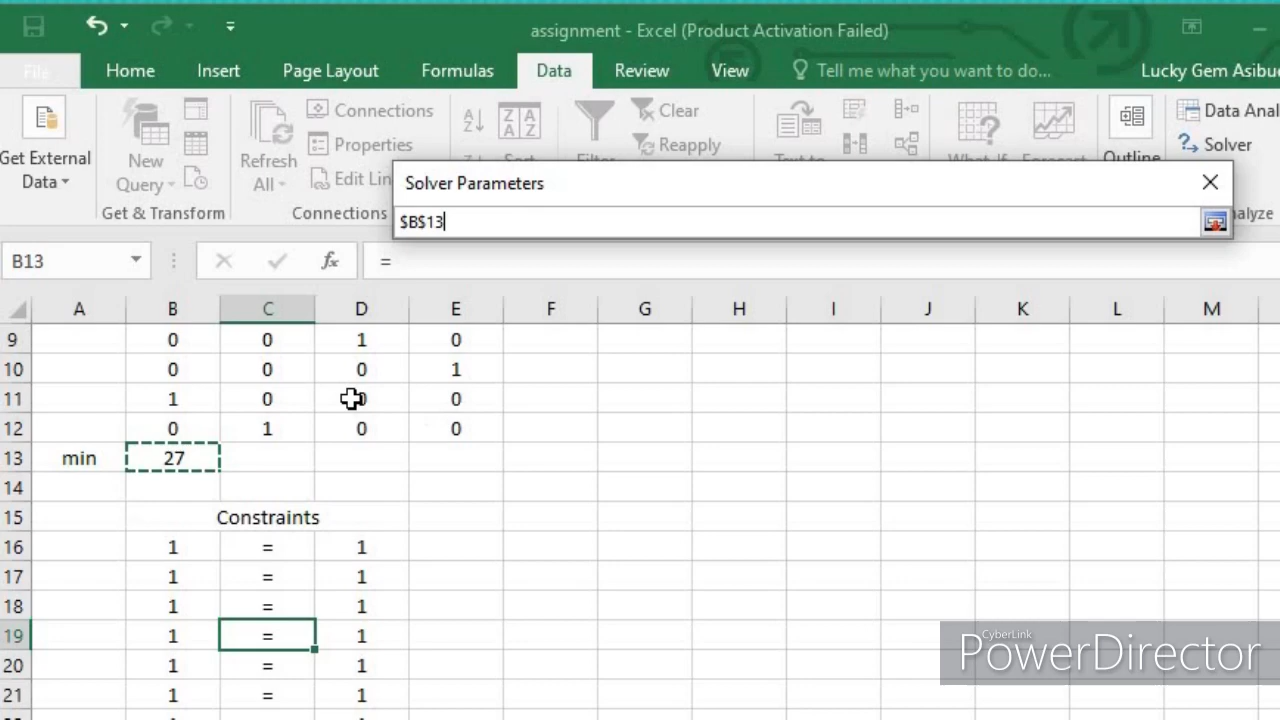 assignment - Excel (Product Activation Failed)
File Home Insert Page Layout Formulas Data Review View Tell me what you want to do... Lucky Gem Asibuo
Get External Data
New Query
Refresh All
Connections
Properties
Edit Lin
Sort
Filter
Clear
Reapply
Text to
What-If
Forecast
Outline
Data Anal
Solver
Get & Transform
Connections
alyze
Solver Parameters
$B$13
B13 fx =
A B C D E F G H I J K L M
9 0 0 1 0
10 0 0 0 1
11 1 0 0 0
12 0 1 0 0
13 min 27
14
15 Constraints
16 1 = 1
17 1 = 1
18 1 = 1
19 1 = 1
20 1 = 1
21 1 = 1
CyberLink
PowerDirector